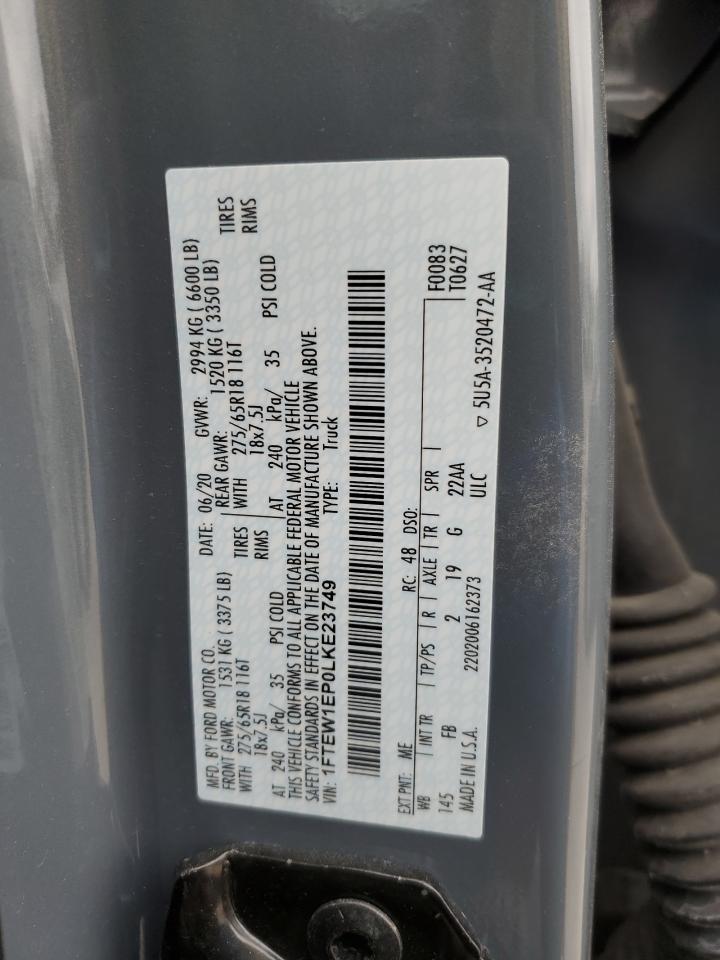 MFD. BY FORD MOTOR CO. DATE: 06/20 GVWR: 2994 KG ( 6600 LB)
FRONT GAWR: 1531 KG ( 3375 LB) REAR GAWR: 1520 KG ( 3350 LB)
WITH 275/65R18 116T TIRES WITH 275/65R18 116T TIRES
18x7.5J RIMS 18x7.5J RIMS
AT 240 kPa/ 35 PSI COLD AT 240 kPa/ 35 PSI COLD
THIS VEHICLE CONFORMS TO ALL APPLICABLE FEDERAL MOTOR VEHICLE
SAFETY STANDARDS IN EFFECT ON THE DATE OF MANUFACTURE SHOWN ABOVE.
VIN: 1FTEW1EP0LKE23749 TYPE: Truck
EXT PNT: ME RC: 48 DSO: F0083
WB INT TR TP/PS R AXLE TR SPR T0627
145 FB 2 19 G 22AA
MADE IN U.S.A. 2202006162373 ULC ▽ 5U5A-3520472-AA